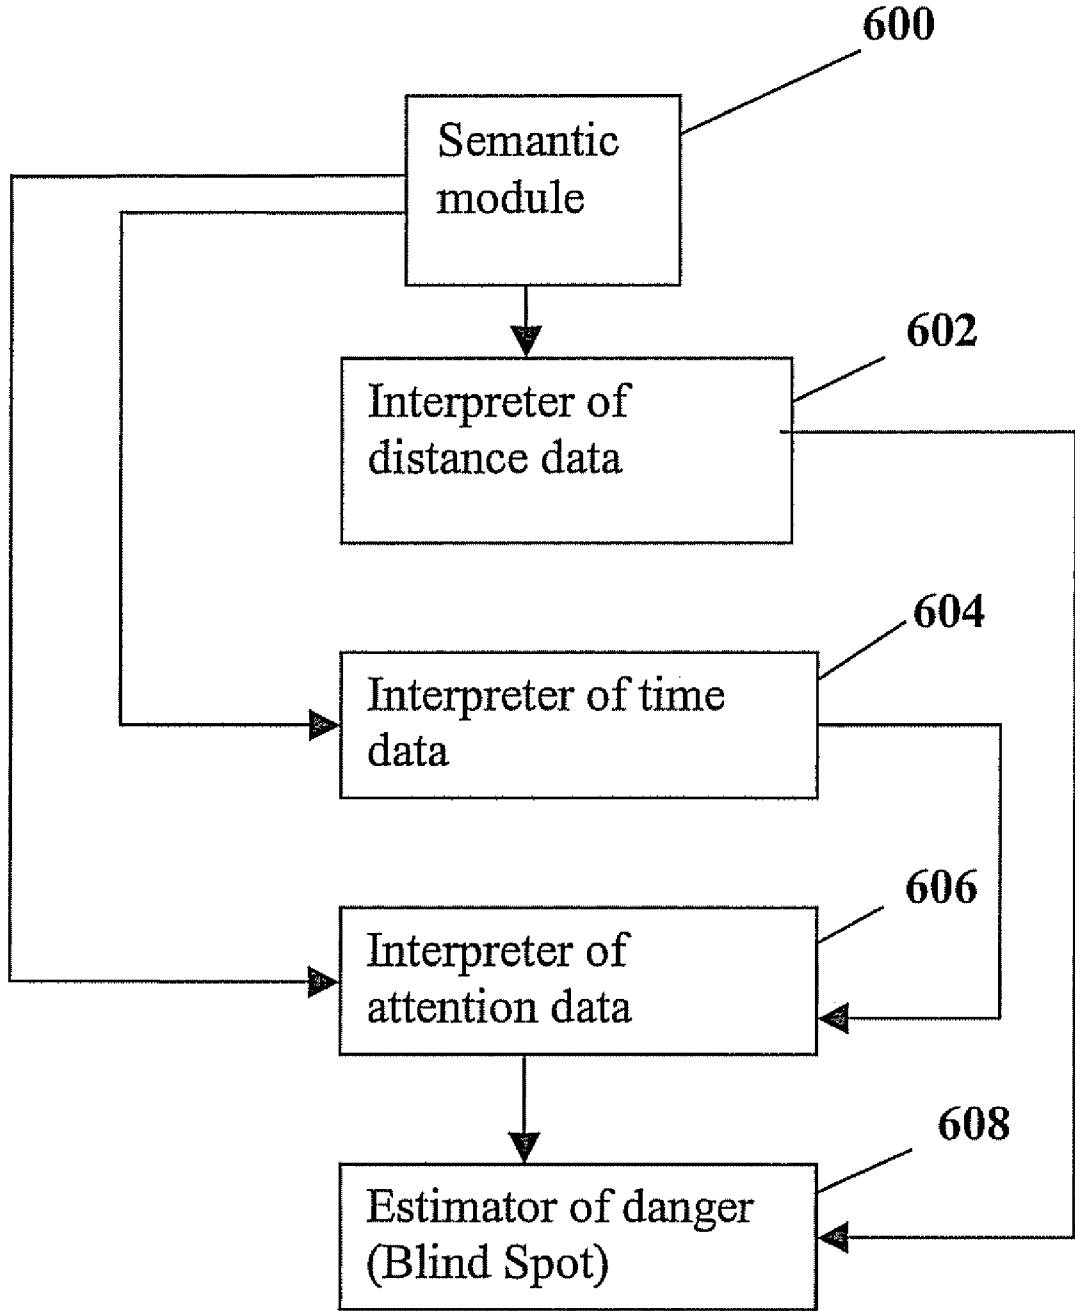 600
Semantic
module
602
Interpreter of
distance data
604
Interpreter of time
data
606
Interpreter of
attention data
608
Estimator of danger
(Blind Spot)